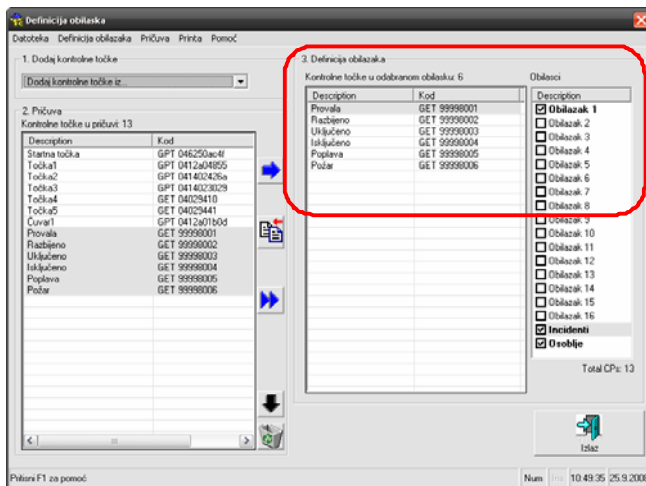 Definicija obilaska
Datoteka Definicija obilazaka Pričuva Printa Pomoć
1. Dodaj kontrolne točke
Dodaj kontrolne točke iz...
2. Pričuva
Kontrolne točke u pričuvi: 13
Description Kod
Startna točka GPT 046250ac4f
Točka1 GPT 0412a04855
Točka2 GPT 041402426a
Točka3 GPT 0414023029
Točka4 GET 04029410
Točka5 GET 04029441
Čuvar1 GPT 0412a01b0d
Provala GET 99998001
Razbijeno GET 99998002
Uključeno GET 99998003
Isključeno GET 99998004
Poplava GET 99998005
Požar GET 99998006
3. Definicija obilazaka
Kontrolne točke u odabranom obilasku: 6
Description Kod
Provala GET 99998001
Razbijeno GET 99998002
Uključeno GET 99998003
Isključeno GET 99998004
Poplava GET 99998005
Požar GET 99998006
Obilasci
Description
Obilazak 1
Obilazak 2
Obilazak 3
Obilazak 4
Obilazak 5
Obilazak 6
Obilazak 7
Obilazak 8
Obilazak 9
Obilazak 10
Obilazak 11
Obilazak 12
Obilazak 13
Obilazak 14
Obilazak 15
Obilazak 16
Incidenti
Osoblje
Total CPs: 13
Izlaz
Pritisni F1 za pomoć
Num Ins 10:49:35 25.9.2008